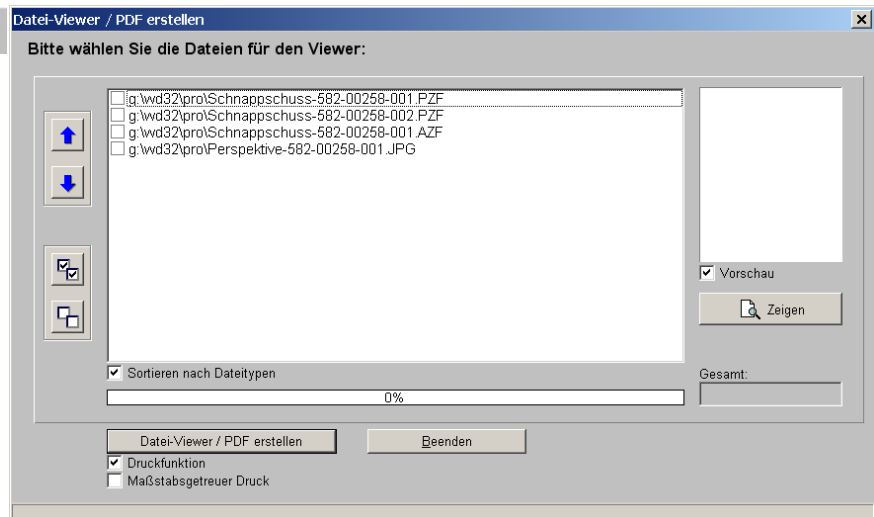 Datei-Viewer / PDF erstellen
Bitte wählen Sie die Dateien für den Viewer:
g:\wd32\pro\Schnappschuss-582-00258-001.PZF
g:\wd32\pro\Schnappschuss-582-00258-002.PZF
g:\wd32\pro\Schnappschuss-582-00258-001.AZF
g:\wd32\pro\Perspektive-582-00258-001.JPG
Vorschau
Zeigen
Sortieren nach Dateitypen
Gesamt:
0%
Datei-Viewer / PDF erstellen
Beenden
Druckfunktion
Maßstabsgetreuer Druck